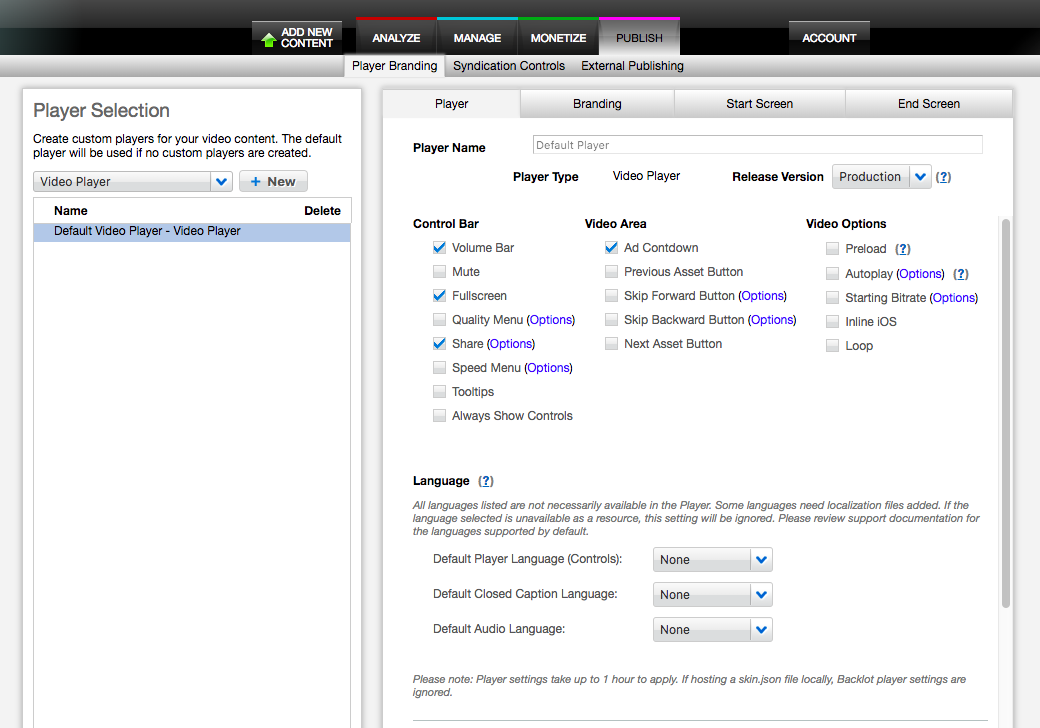 ADD NEW
CONTENT
ANALYZE
MANAGE
MONETIZE
PUBLISH
ACCOUNT
Player Branding
Syndication Controls
External Publishing
Player Selection
Create custom players for your video content. The default
player will be used if no custom players are created.
Video Player
+ New
Name Delete
Default Video Player - Video Player
Player
Branding
Start Screen
End Screen
Player Name Default Player
Player Type Video Player Release Version Production (?)
Control Bar
Volume Bar
Mute
Fullscreen
Quality Menu (Options)
Share (Options)
Speed Menu (Options)
Tooltips
Always Show Controls
Video Area
Ad Contdown
Previous Asset Button
Skip Forward Button (Options)
Skip Backward Button (Options)
Next Asset Button
Video Options
Preload (?)
Autoplay (Options) (?)
Starting Bitrate (Options)
Inline iOS
Loop
Language (?)
All languages listed are not necessarily available in the Player. Some languages need localization files added. If the
language selected is unavailable as a resource, this setting will be ignored. Please review support documentation for
the languages supported by default.
Default Player Language (Controls): None
Default Closed Caption Language: None
Default Audio Language: None
Please note: Player settings take up to 1 hour to apply. If hosting a skin.json file locally, Backlot player settings are
ignored.